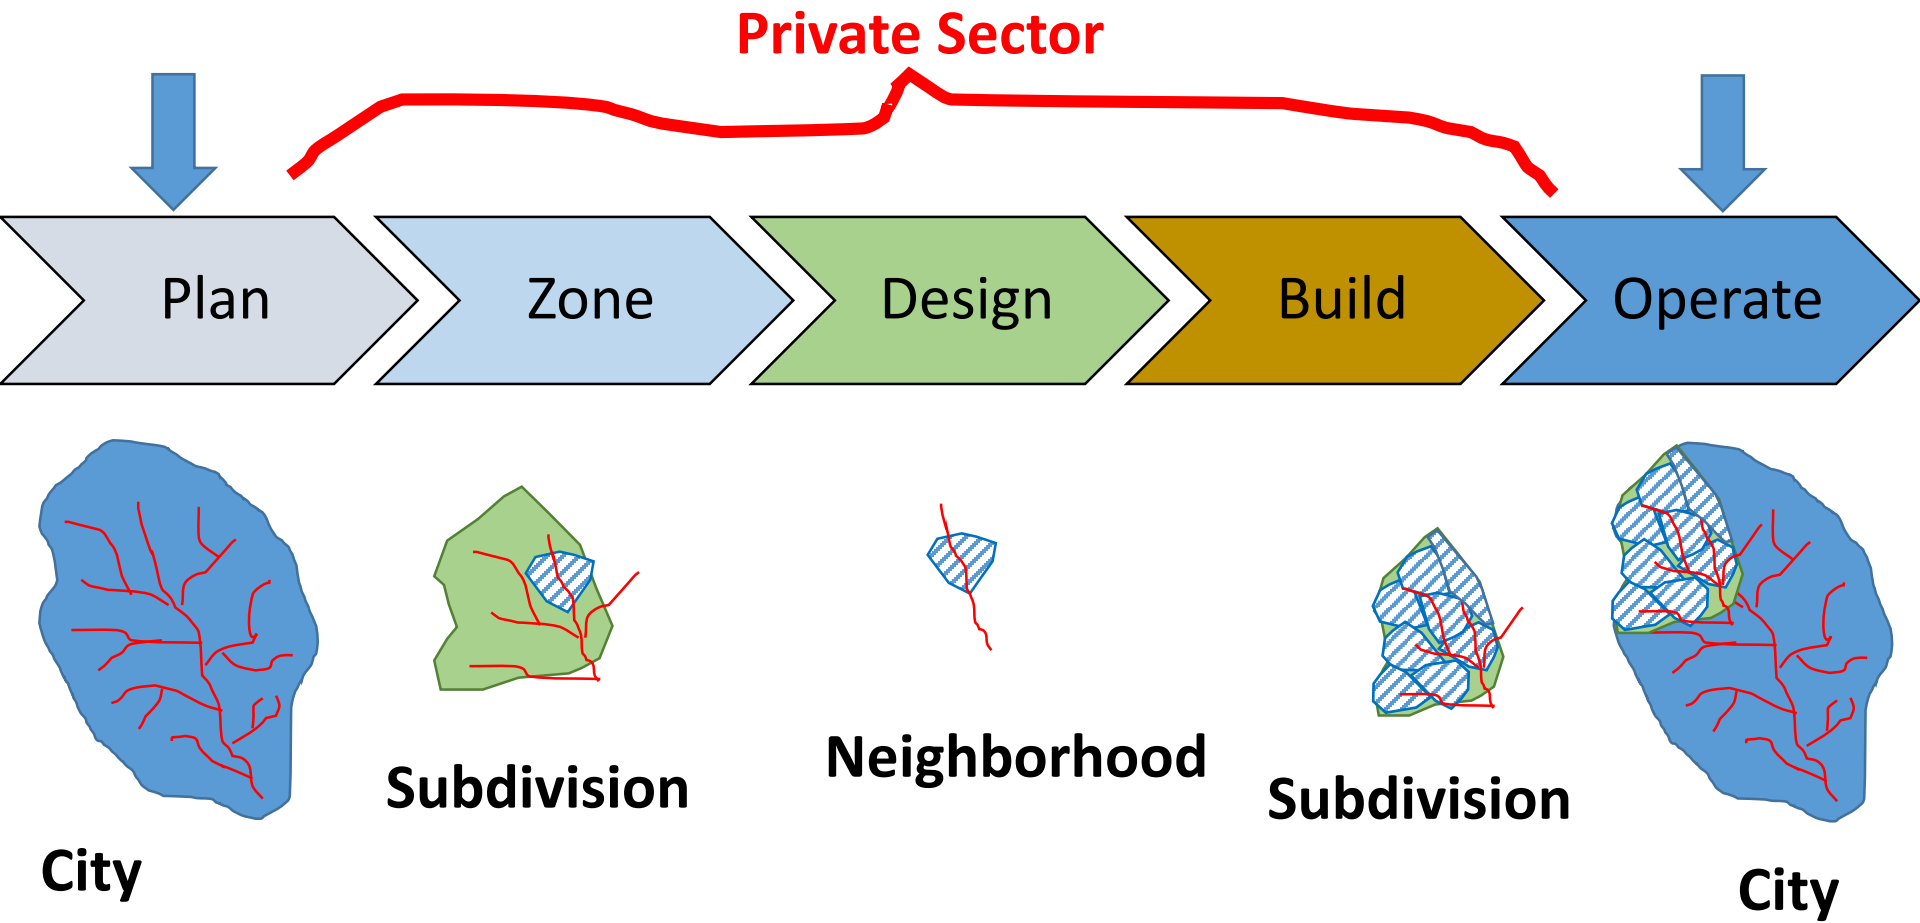 Private Sector
Plan
Zone
Design
Build
Operate
Subdivision
Neighborhood
Subdivision
City
City